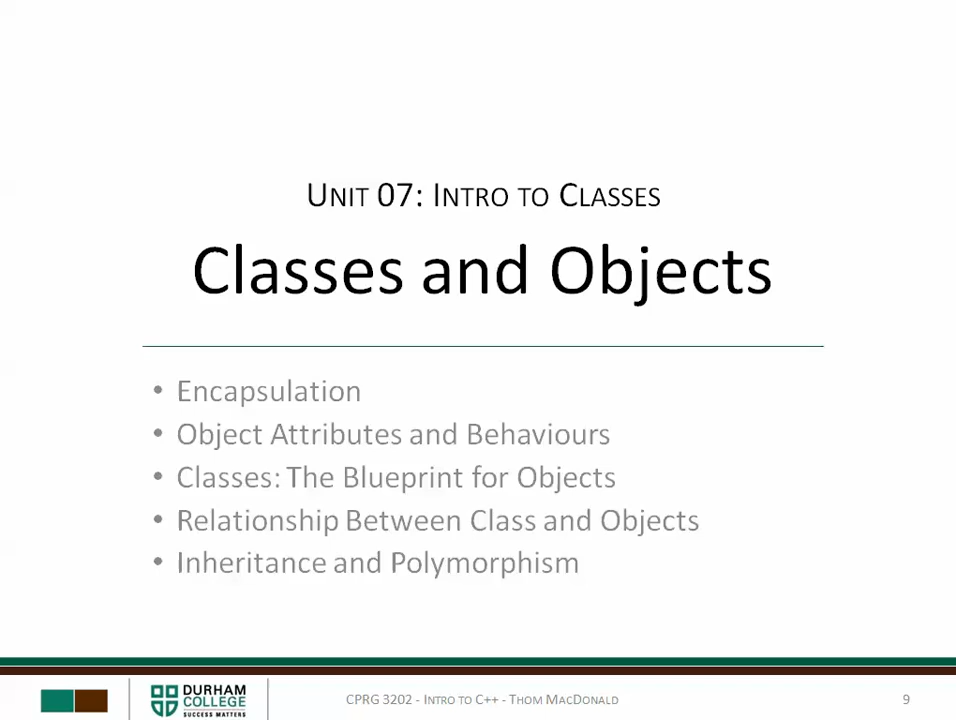 Unit 07: Intro to Classes
Classes and Objects
• Encapsulation
• Object Attributes and Behaviours
• Classes: The Blueprint for Objects
• Relationship Between Class and Objects
• Inheritance and Polymorphism
DURHAM
COLLEGE
SUCCESS MATTERS
CPRG 3202 - Intro to C++ - Thom MacDonald
9